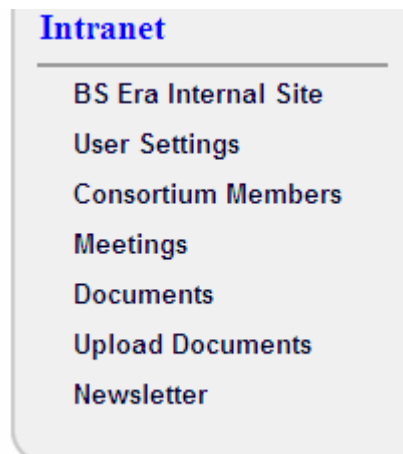 Intranet
BS Era Internal Site
User Settings
Consortium Members
Meetings
Documents
Upload Documents
Newsletter